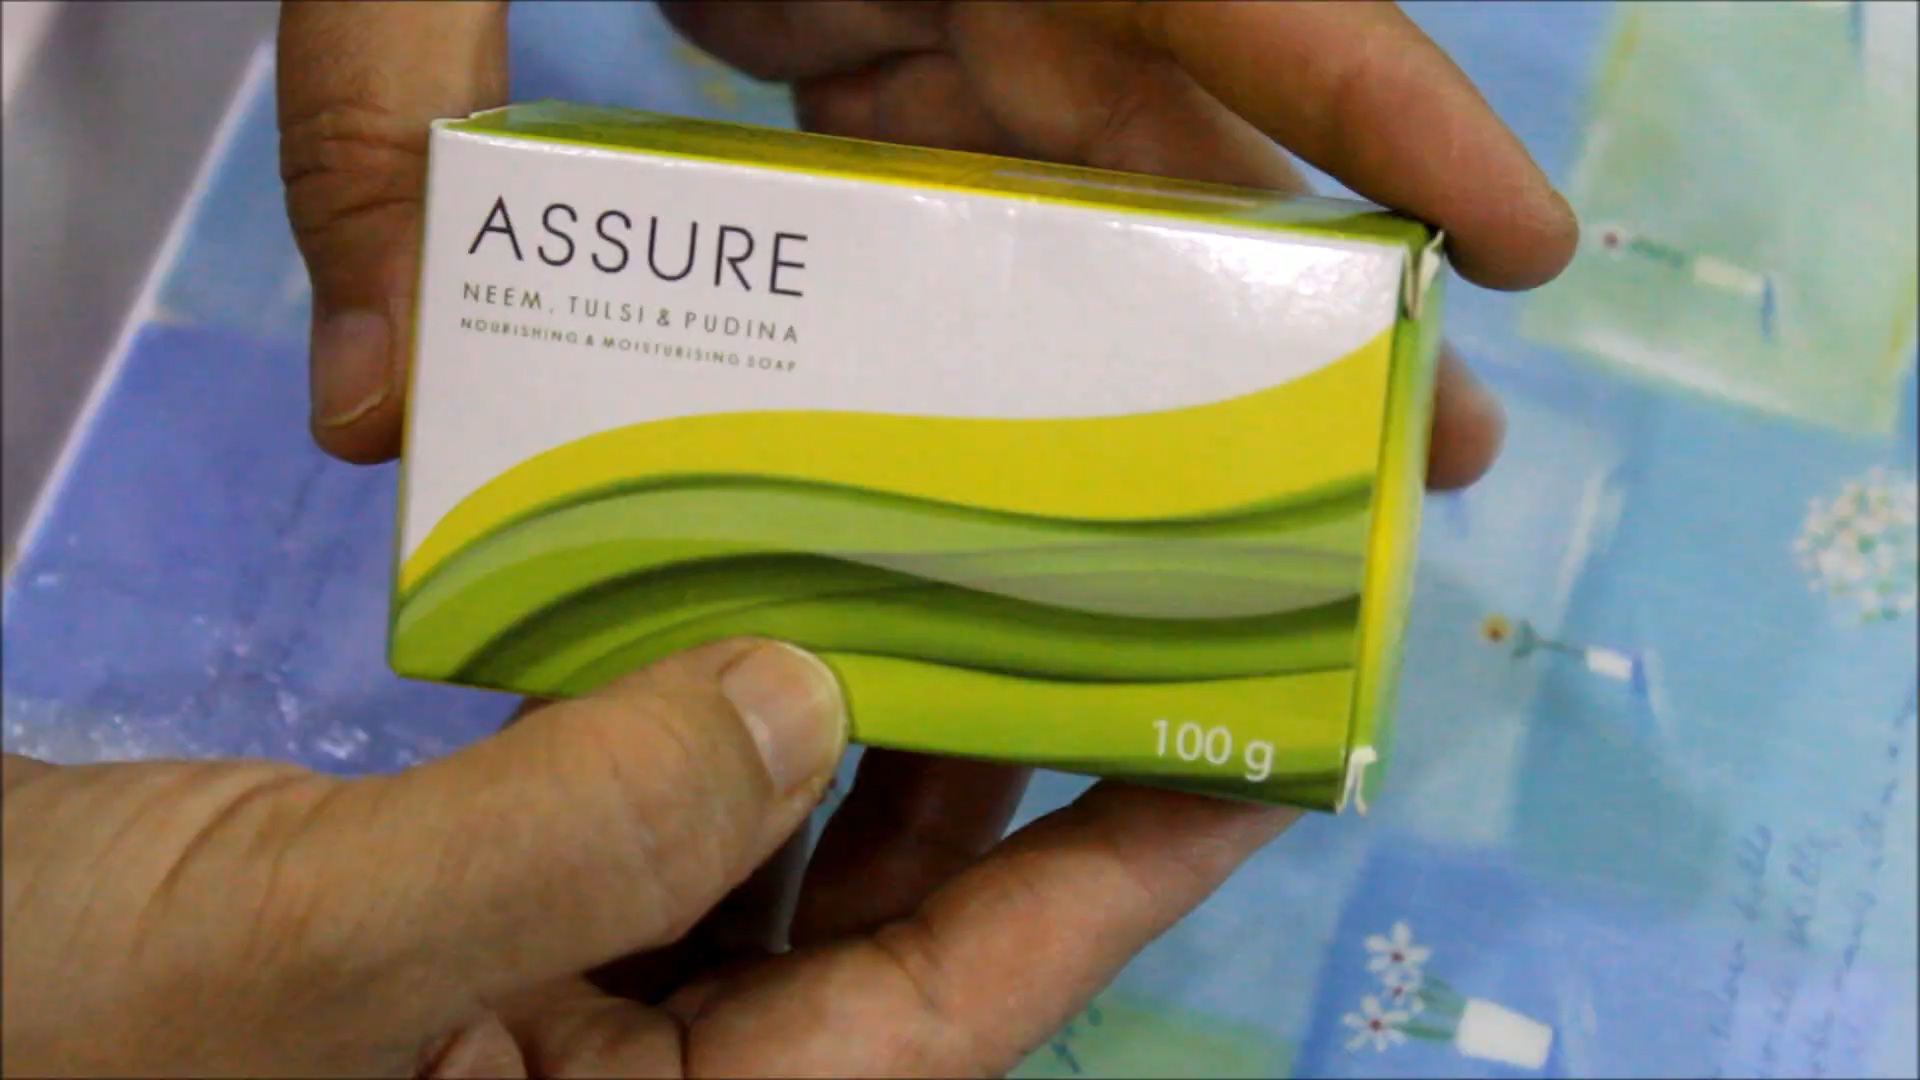 ASSURE
NEEM, TULSI & PUDINA
NOURISHING & MOISTURISING SOAP
100 g